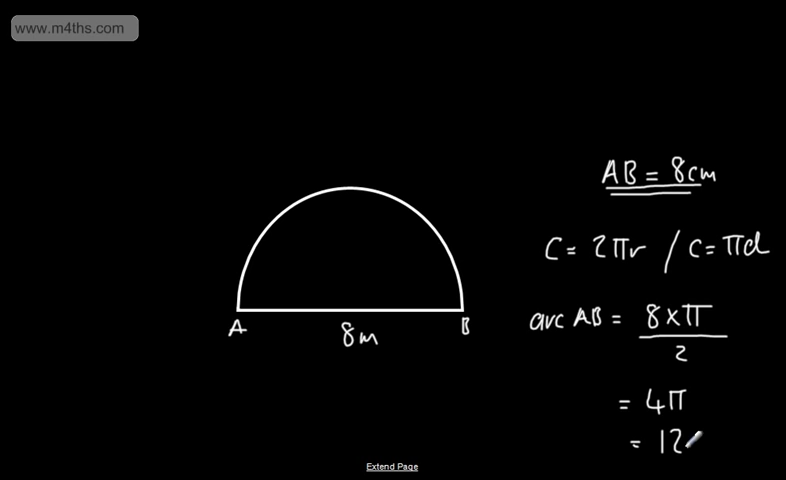 www.m4ths.com
AB = 8cm
C = 2πr / C = πd
arc AB = 8 × π
2
A 8m B
= 4π
= 12
Extend Page